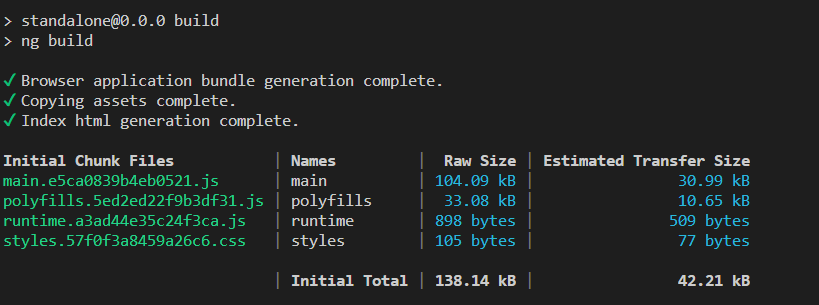 > standalone@0.0.0 build
> ng build
✓ Browser application bundle generation complete.
✓ Copying assets complete.
✓ Index html generation complete.
Initial Chunk Files | Names | Raw Size | Estimated Transfer Size
main.e5ca0839b4eb0521.js | main | 104.09 kB | 30.99 kB
polyfills.5ed2ed22f9b3df31.js | polyfills | 33.08 kB | 10.65 kB
runtime.a3ad44e35c24f3ca.js | runtime | 898 bytes | 509 bytes
styles.57f0f3a8459a26c6.css | styles | 105 bytes | 77 bytes
| Initial Total | 138.14 kB | 42.21 kB